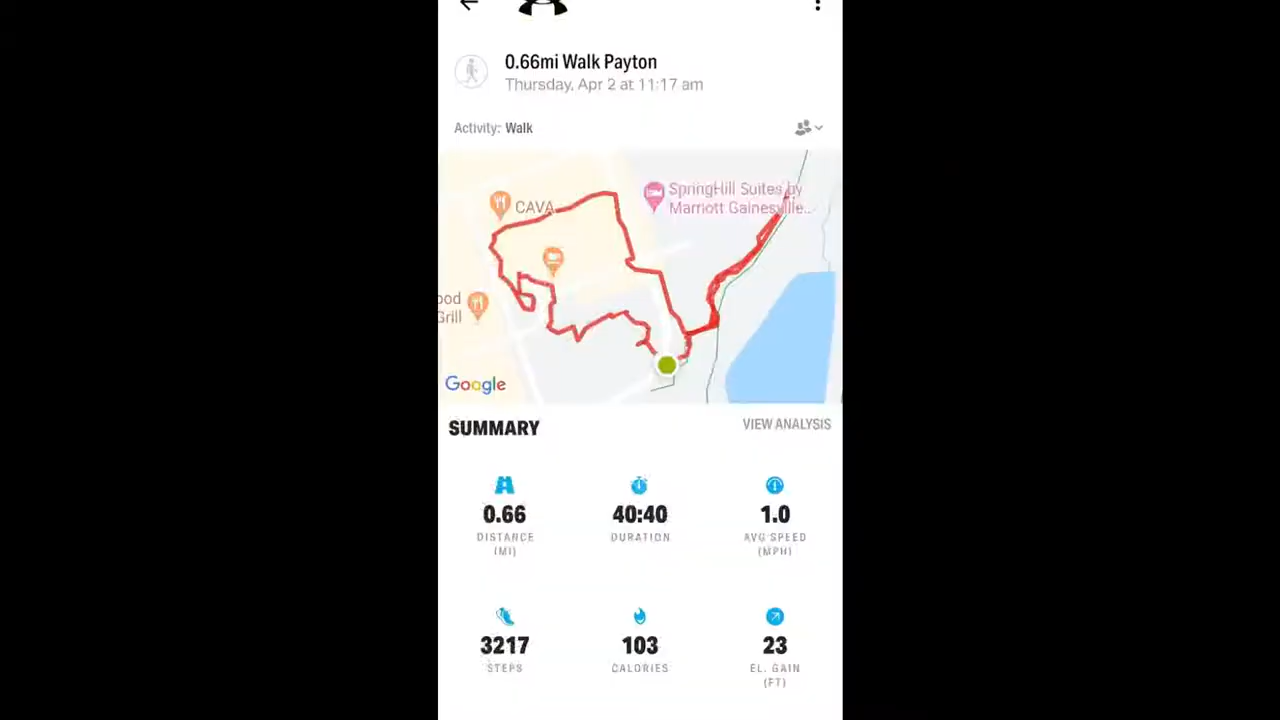 0.66mi Walk Payton
Thursday, Apr 2 at 11:17 am
Activity: Walk
SpringHill Suites by
Marriott Gainesville...
CAVA
ood
Grill
Google
SUMMARY
VIEW ANALYSIS
0.66
DISTANCE
(MI)
40:40
DURATION
1.0
AVG SPEED
(MPH)
3217
STEPS
103
CALORIES
23
EL. GAIN
(FT)